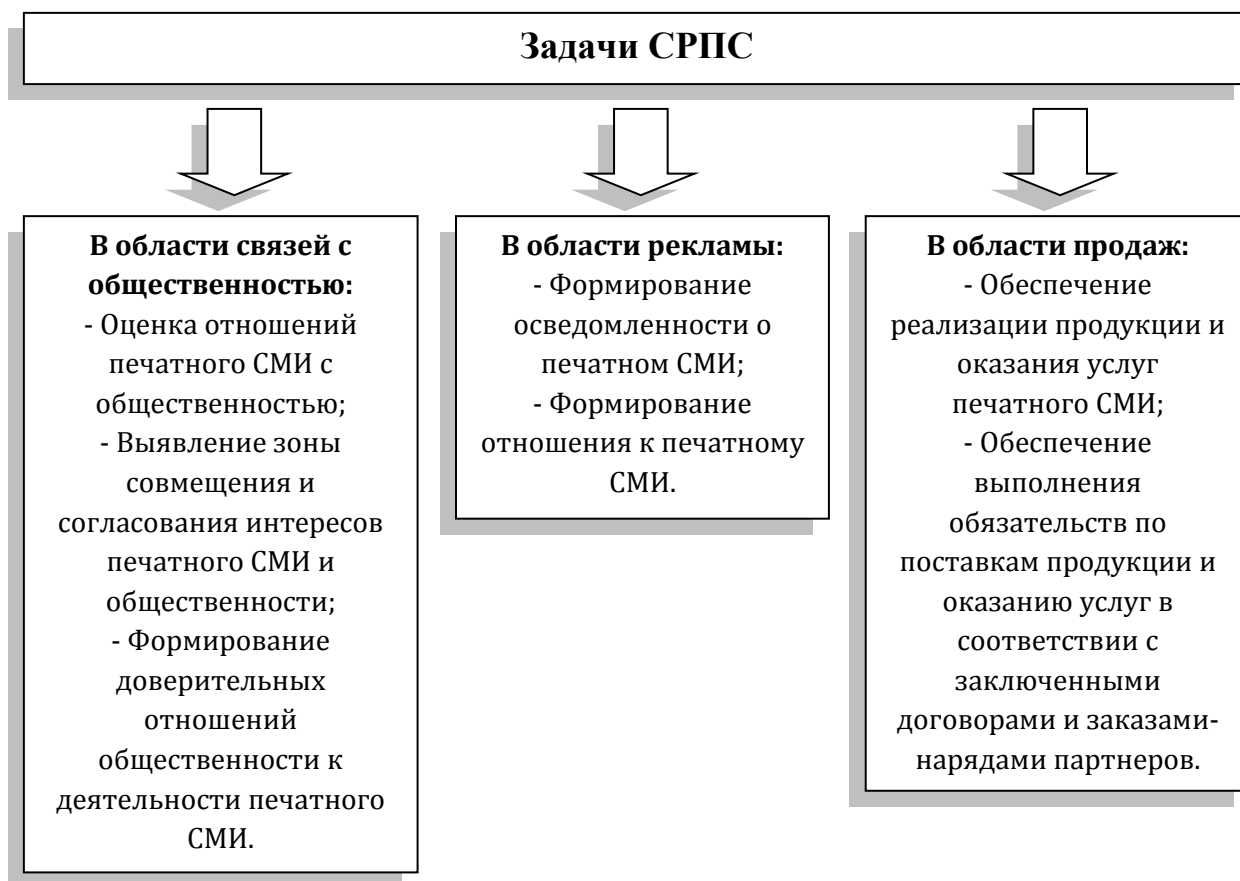 Задачи СРПС
В области связей с
общественностью:
- Оценка отношений
печатного СМИ с
общественностью;
- Выявление зоны
совмещения и
согласования интересов
печатного СМИ и
общественности;
- Формирование
доверительных
отношений
общественности к
деятельности печатного
СМИ.
В области рекламы:
- Формирование
осведомленности о
печатном СМИ;
- Формирование
отношения к печатному
СМИ.
В области продаж:
- Обеспечение
реализации продукции и
оказания услуг
печатного СМИ;
- Обеспечение
выполнения
обязательств по
поставкам продукции и
оказанию услуг в
соответствии с
заключенными
договорами и заказами-
нарядами партнеров.